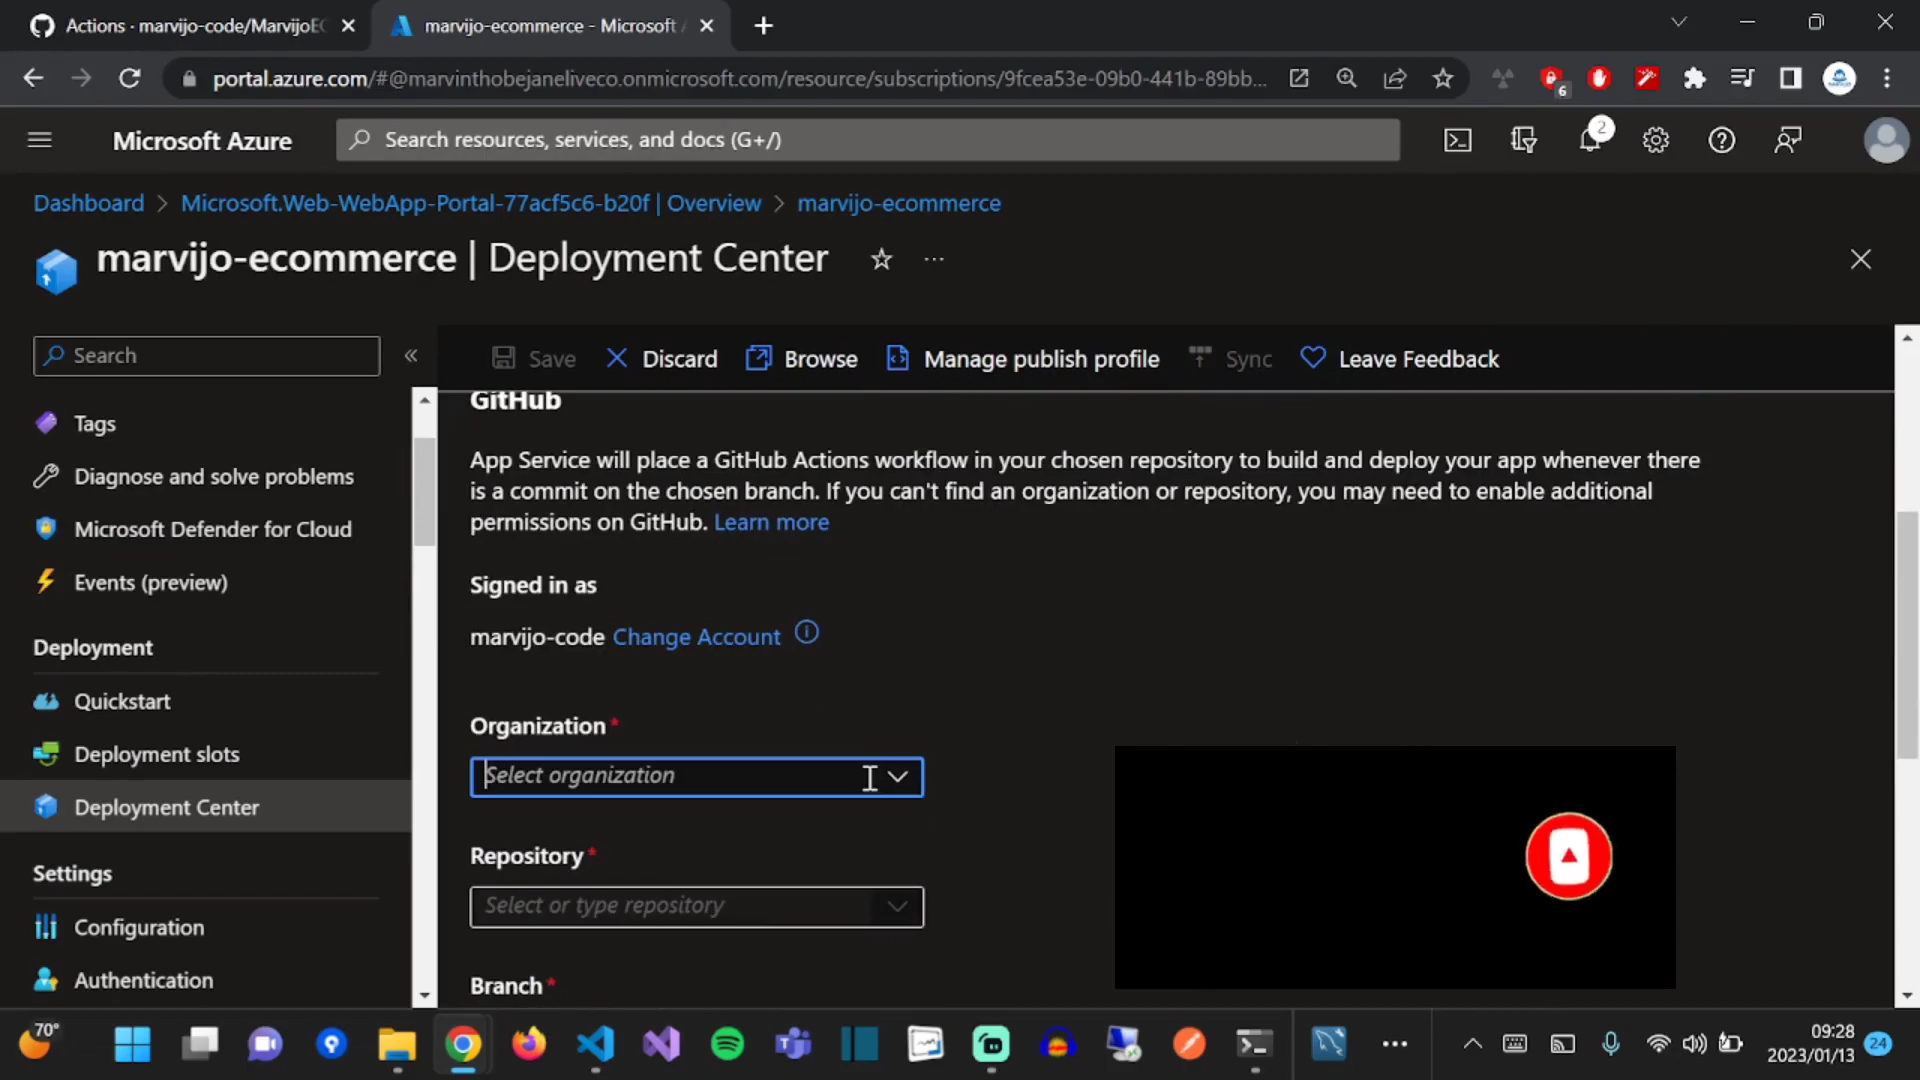 Actions · marvijo-code/MarvijoEC
marvijo-ecommerce - Microsoft A
portal.azure.com/#@marvinthobejaneliveco.onmicrosoft.com/resource/subscriptions/9fcea53e-09b0-441b-89bb...
6
Microsoft Azure
Search resources, services, and docs (G+/)
2
Dashboard > Microsoft.Web-WebApp-Portal-77acf5c6-b20f | Overview > marvijo-ecommerce
marvijo-ecommerce | Deployment Center
Search
Save
Discard
Browse
Manage publish profile
Sync
Leave Feedback
Tags
Diagnose and solve problems
Microsoft Defender for Cloud
Events (preview)
Deployment
Quickstart
Deployment slots
Deployment Center
Settings
Configuration
Authentication
GitHub
App Service will place a GitHub Actions workflow in your chosen repository to build and deploy your app whenever there
is a commit on the chosen branch. If you can't find an organization or repository, you may need to enable additional
permissions on GitHub. Learn more
Signed in as
marvijo-code Change Account
Organization *
Select organization
Repository *
Select or type repository
Branch *
70°
09:28
2023/01/13
24